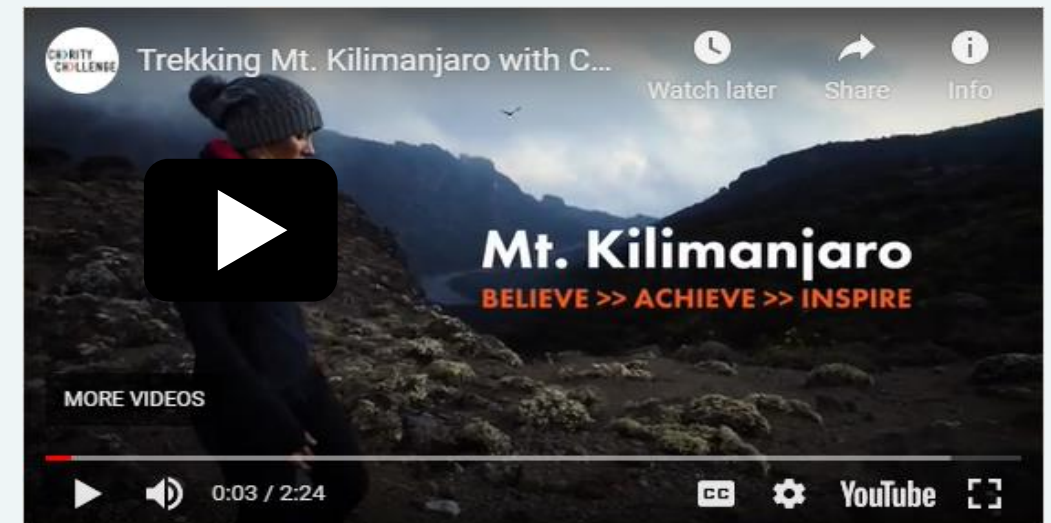 CHARITY
CHALLENGE
Trekking Mt. Kilimanjaro with C...
Watch later
Share
Info
Mt. Kilimanjaro
BELIEVE >> ACHIEVE >> INSPIRE
MORE VIDEOS
0:03 / 2:24
CC
YouTube